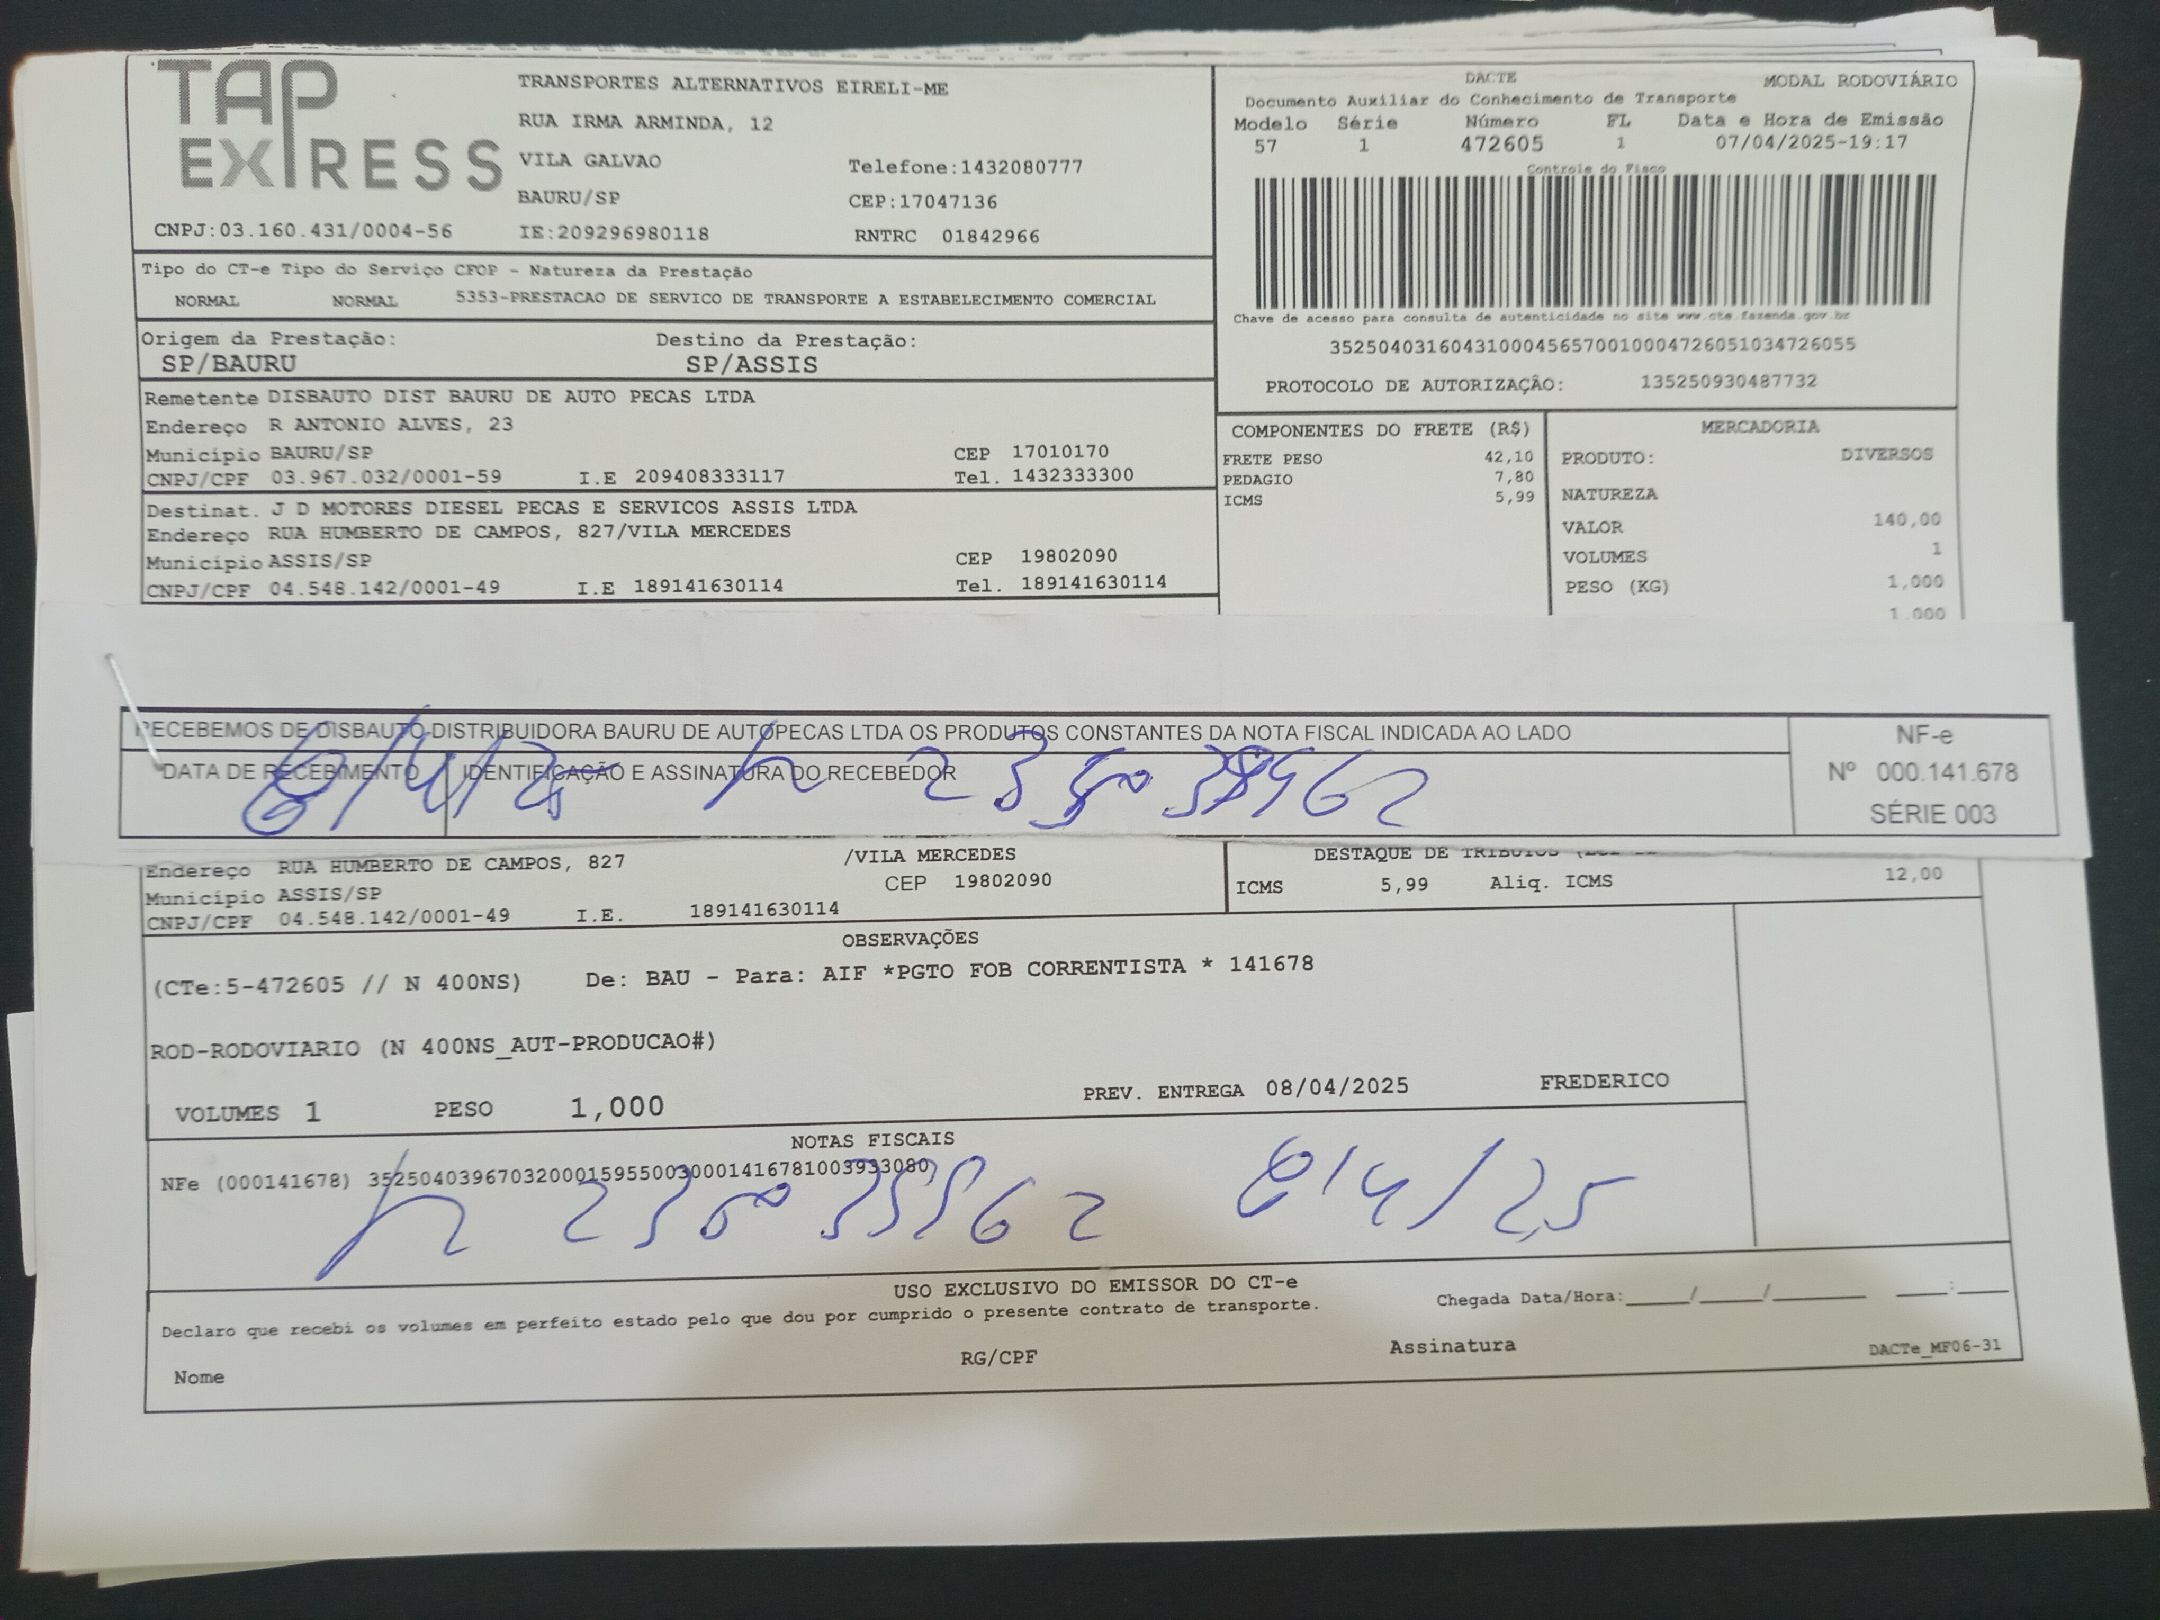 TAP EXPRESS
TRANSPORTES ALTERNATIVOS EIRELI-ME
RUA IRMA ARMINDA, 12
VILA GALVAO Telefone:1432080777
BAURU/SP CEP:17047136
CNPJ:03.160.431/0004-56 IE:209296980118 RNTRC 01842966
DACTE MODAL RODOVIÁRIO
Documento Auxiliar do Conhecimento de Transporte
Modelo Série Número FL Data e Hora de Emissão
57 1 472605 1 07/04/2025-19:17
Controle do Fisco
Chave de acesso para consulta de autenticidade no site www.cte.fazenda.gov.br
35250403160431000456570010004726051034726055
PROTOCOLO DE AUTORIZAÇÃO: 135250930487732
Tipo do CT-e Tipo do Serviço CFOP - Natureza da Prestação
NORMAL NORMAL 5353-PRESTACAO DE SERVICO DE TRANSPORTE A ESTABELECIMENTO COMERCIAL
Origem da Prestação: Destino da Prestação:
SP/BAURU SP/ASSIS
Remetente DISBAUTO DIST BAURU DE AUTO PECAS LTDA
Endereço R ANTONIO ALVES, 23
Município BAURU/SP CEP 17010170
CNPJ/CPF 03.967.032/0001-59 I.E 209408333117 Tel. 1432333300
Destinat. J D MOTORES DIESEL PECAS E SERVICOS ASSIS LTDA
Endereço RUA HUMBERTO DE CAMPOS, 827/VILA MERCEDES
Município ASSIS/SP CEP 19802090
CNPJ/CPF 04.548.142/0001-49 I.E 189141630114 Tel. 189141630114
COMPONENTES DO FRETE (R$)
FRETE PESO 42,10
PEDAGIO 7,80
ICMS 5,99
MERCADORIA
PRODUTO: DIVERSOS
NATUREZA
VALOR 140,00
VOLUMES 1
PESO (KG) 1,000
1.000
RECEBEMOS DE DISBAUTO DISTRIBUIDORA BAURU DE AUTOPECAS LTDA OS PRODUTOS CONSTANTES DA NOTA FISCAL INDICADA AO LADO
DATA DE RECEBIMENTO IDENTIFICAÇÃO E ASSINATURA DO RECEBEDOR
NF-e
Nº 000.141.678
SÉRIE 003
Endereço RUA HUMBERTO DE CAMPOS, 827 /VILA MERCEDES
Município ASSIS/SP CEP 19802090
CNPJ/CPF 04.548.142/0001-49 I.E. 189141630114
DESTAQUE DE TRIBUTOS
ICMS 5,99 Aliq. ICMS 12,00
OBSERVAÇÕES
(CTe:5-472605 // N 400NS) De: BAU - Para: AIF *PGTO FOB CORRENTISTA * 141678
ROD-RODOVIARIO (N 400NS_AUT-PRODUCAO#)
VOLUMES 1 PESO 1,000 PREV. ENTREGA 08/04/2025 FREDERICO
NOTAS FISCAIS
NFe (000141678) 35250403967032000159550030001416781003933080
8/4/25
USO EXCLUSIVO DO EMISSOR DO CT-e
Declaro que recebi os volumes em perfeito estado pelo que dou por cumprido o presente contrato de transporte. Chegada Data/Hora:____/____/______ ____:____
Nome RG/CPF Assinatura DACTe_MF06-31